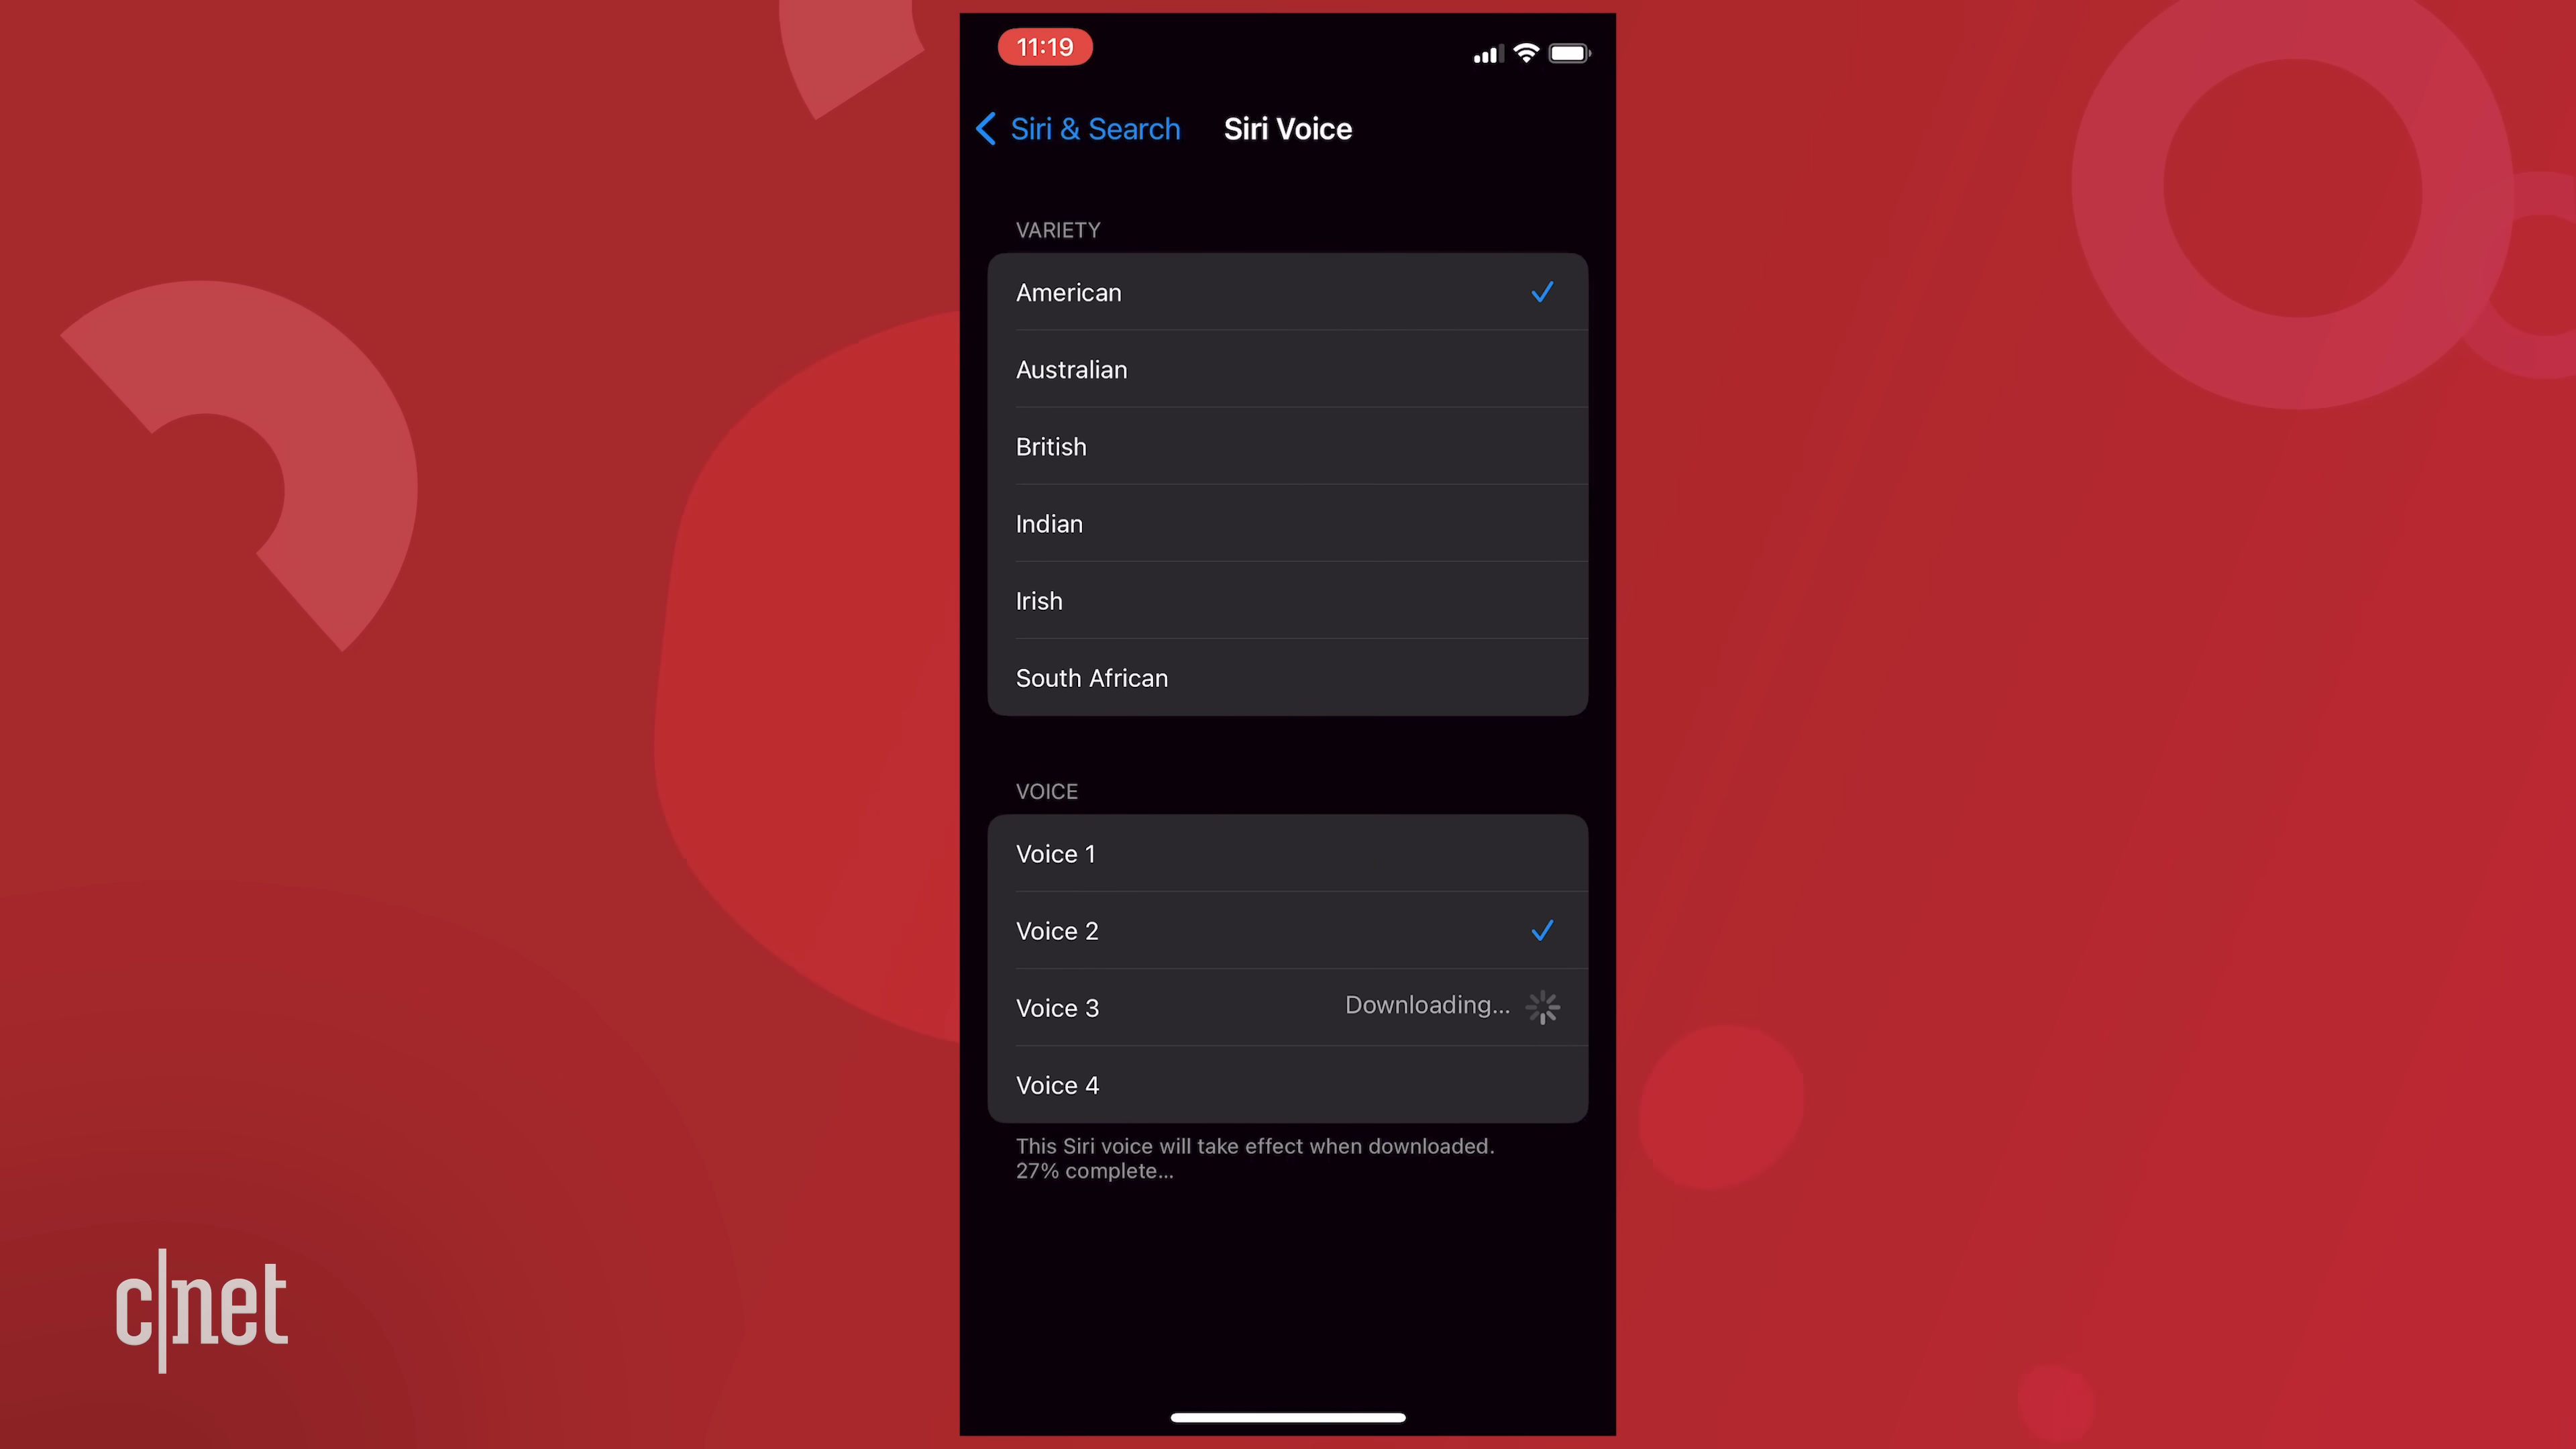 11:19
Siri & Search
Siri Voice
VARIETY
American
Australian
British
Indian
Irish
South African
VOICE
Voice 1
Voice 2
Voice 3 Downloading...
Voice 4
This Siri voice will take effect when downloaded.
27% complete...
c|net